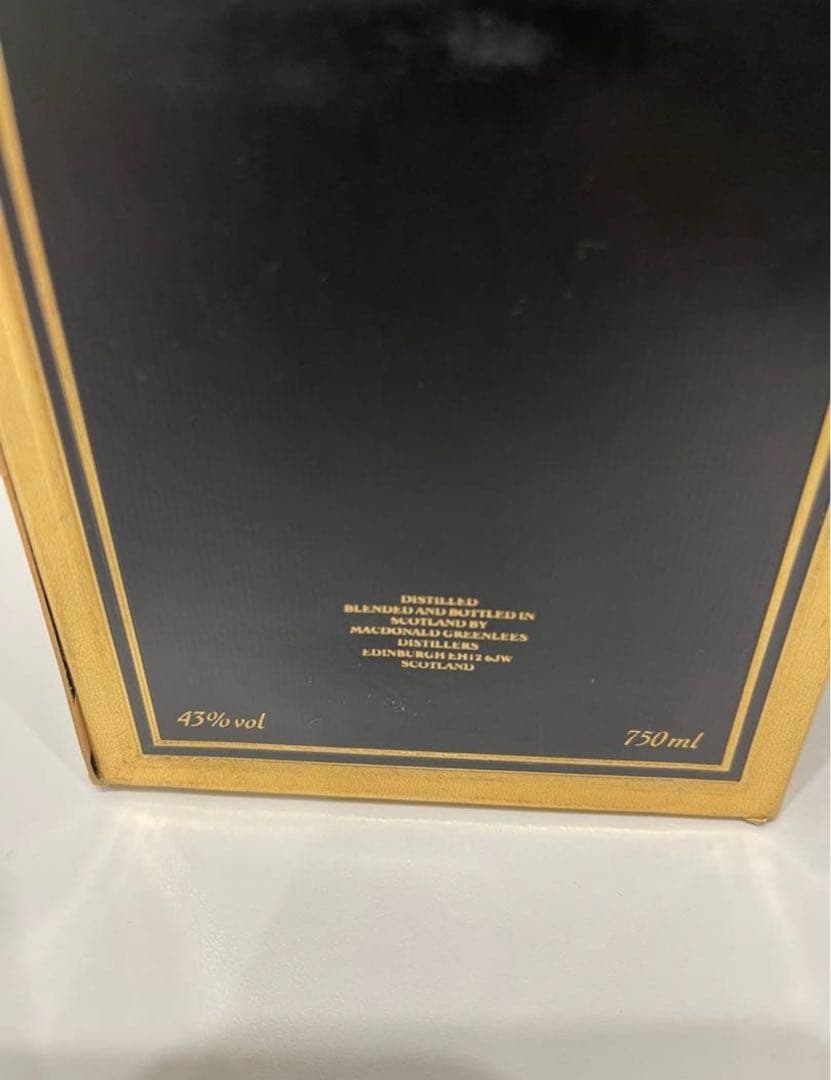 DISTILLED
BLENDED AND BOTTLED IN
SCOTLAND BY
MACDONALD GREENLEES
DISTILLERS
EDINBURGH EH12 6JW
SCOTLAND
43% vol
750ml